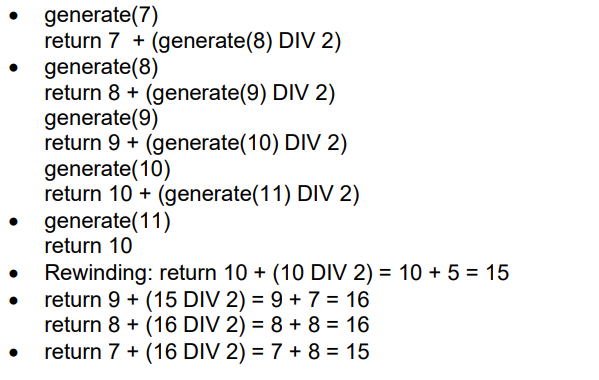 • generate(7)
return 7 + (generate(8) DIV 2)
• generate(8)
return 8 + (generate(9) DIV 2)
generate(9)
return 9 + (generate(10) DIV 2)
generate(10)
return 10 + (generate(11) DIV 2)
• generate(11)
return 10
• Rewinding: return 10 + (10 DIV 2) = 10 + 5 = 15
• return 9 + (15 DIV 2) = 9 + 7 = 16
return 8 + (16 DIV 2) = 8 + 8 = 16
• return 7 + (16 DIV 2) = 7 + 8 = 15